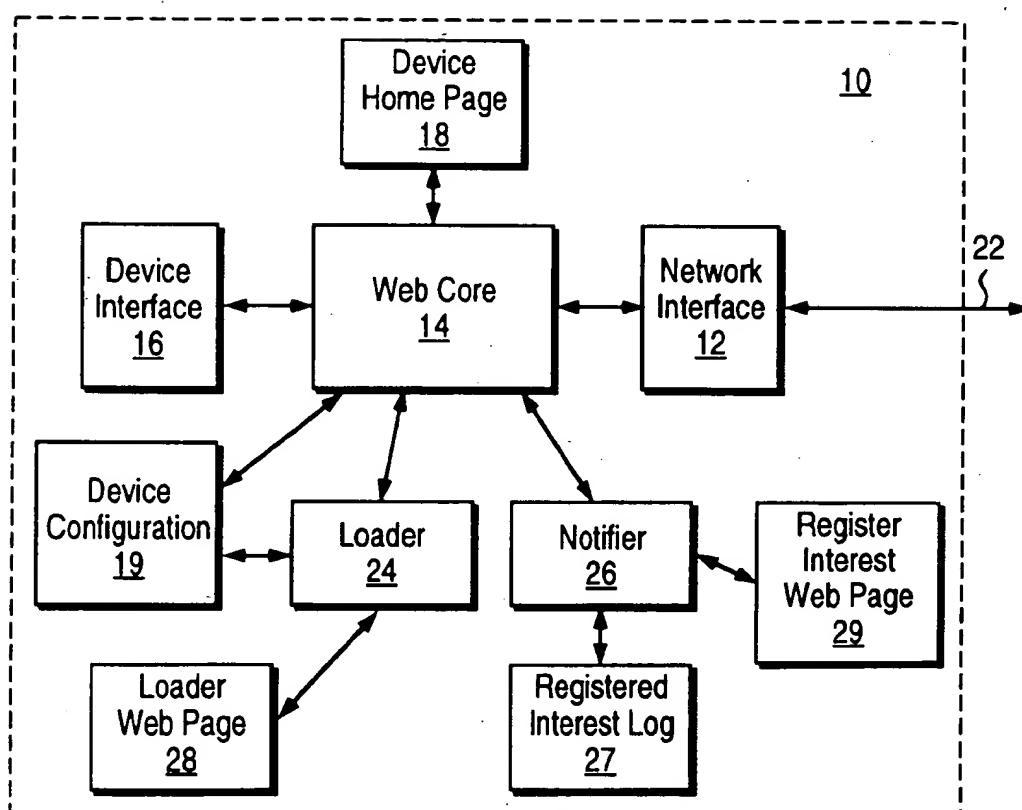 Device
Home Page
18
10
Device
Interface
16
Web Core
14
Network
Interface
12
22
Device
Configuration
19
Loader
24
Notifier
26
Register
Interest
Web Page
29
Loader
Web Page
28
Registered
Interest Log
27